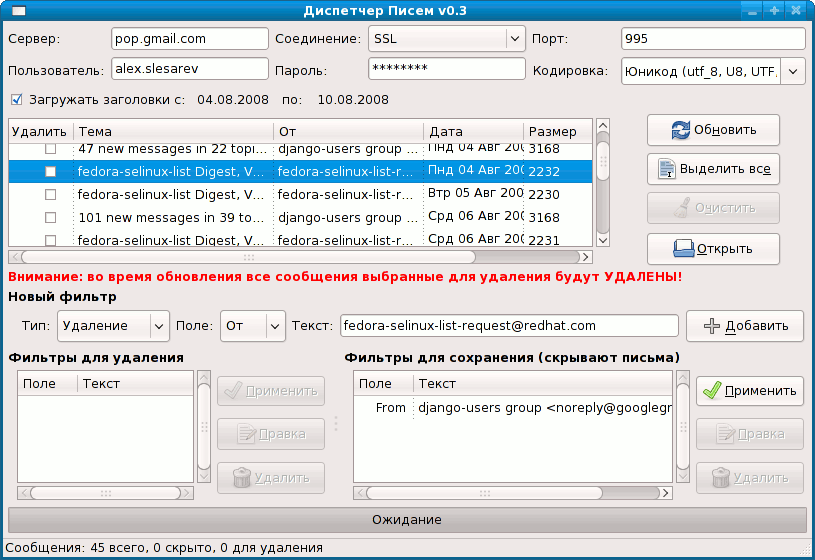 Диспетчер Писем v0.3
Сервер: pop.gmail.com Соединение: SSL Порт: 995
Пользователь: alex.slesarev Пароль: ******** Кодировка: Юникод (utf_8, U8, UTF,
Загружать заголовки с: 04.08.2008 по: 10.08.2008
Удалить Тема От Дата Размер
47 new messages in 22 topi... django-users group ... Пнд 04 Авг 200 3168
fedora-selinux-list Digest, V... fedora-selinux-list-r... Пнд 04 Авг 200 2232
fedora-selinux-list Digest, V... fedora-selinux-list-r... Втр 05 Авг 200 2230
101 new messages in 39 to... django-users group ... Срд 06 Авг 200 3168
fedora-selinux-list Digest, V... fedora-selinux-list-r... Срд 06 Авг 200 2231
Обновить
Выделить все
Очистить
Открыть
Внимание: во время обновления все сообщения выбранные для удаления будут УДАЛЕНЫ!
Новый фильтр
Тип: Удаление Поле: От Текст: fedora-selinux-list-request@redhat.com Добавить
Фильтры для удаления
Поле Текст
Применить
Правка
Удалить
Фильтры для сохранения (скрывают письма)
Поле Текст
From django-users group <noreply@googlegr
Применить
Правка
Удалить
Ожидание
Сообщения: 45 всего, 0 скрыто, 0 для удаления